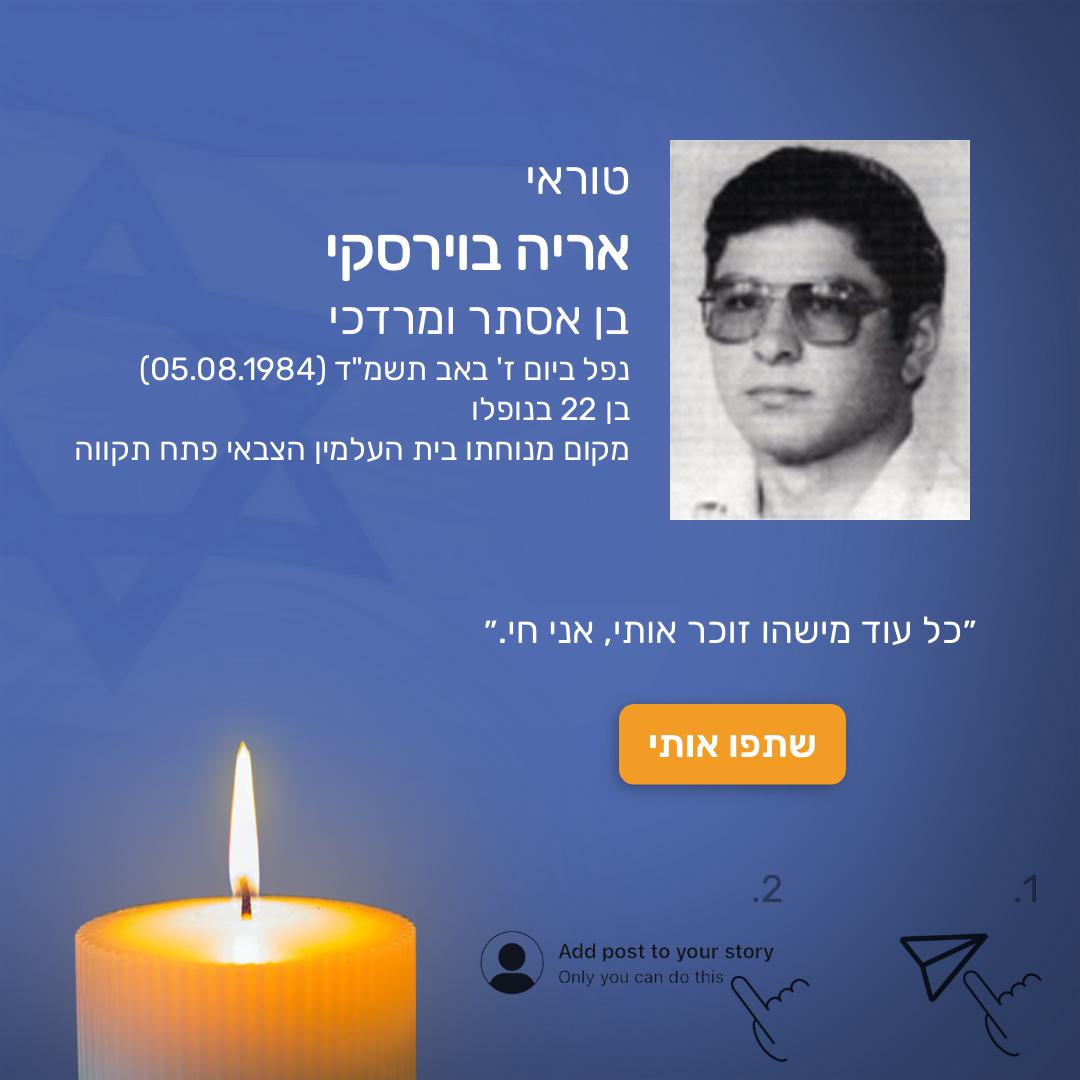 טוראי
אריה בוירסקי
בן אסתר ומרדכי
נפל ביום ז' באב תשמ"ד (05.08.1984)
בן 22 בנופלו
מקום מנוחתו בית העלמין הצבאי פתח תקווה
״כל עוד מישהו זוכר אותי, אני חי.״
שתפו אותי
.1
.2
Add post to your story
Only you can do this